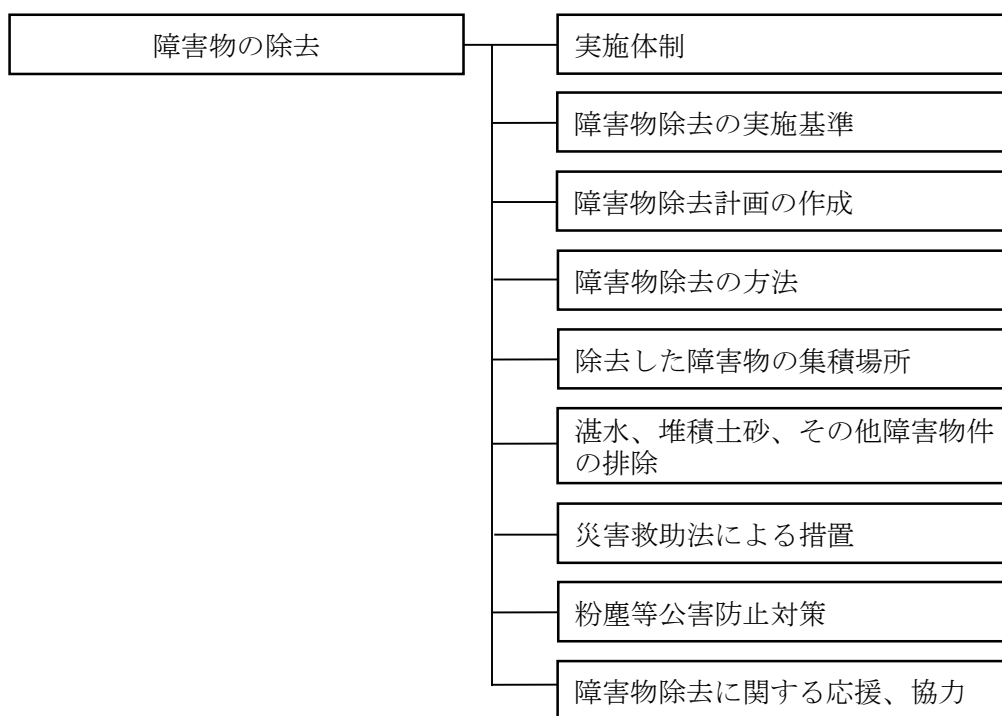 障害物の除去
実施体制
障害物除去の実施基準
障害物除去計画の作成
障害物除去の方法
除去した障害物の集積場所
湛水、堆積土砂、その他障害物件
の排除
災害救助法による措置
粉塵等公害防止対策
障害物除去に関する応援、協力